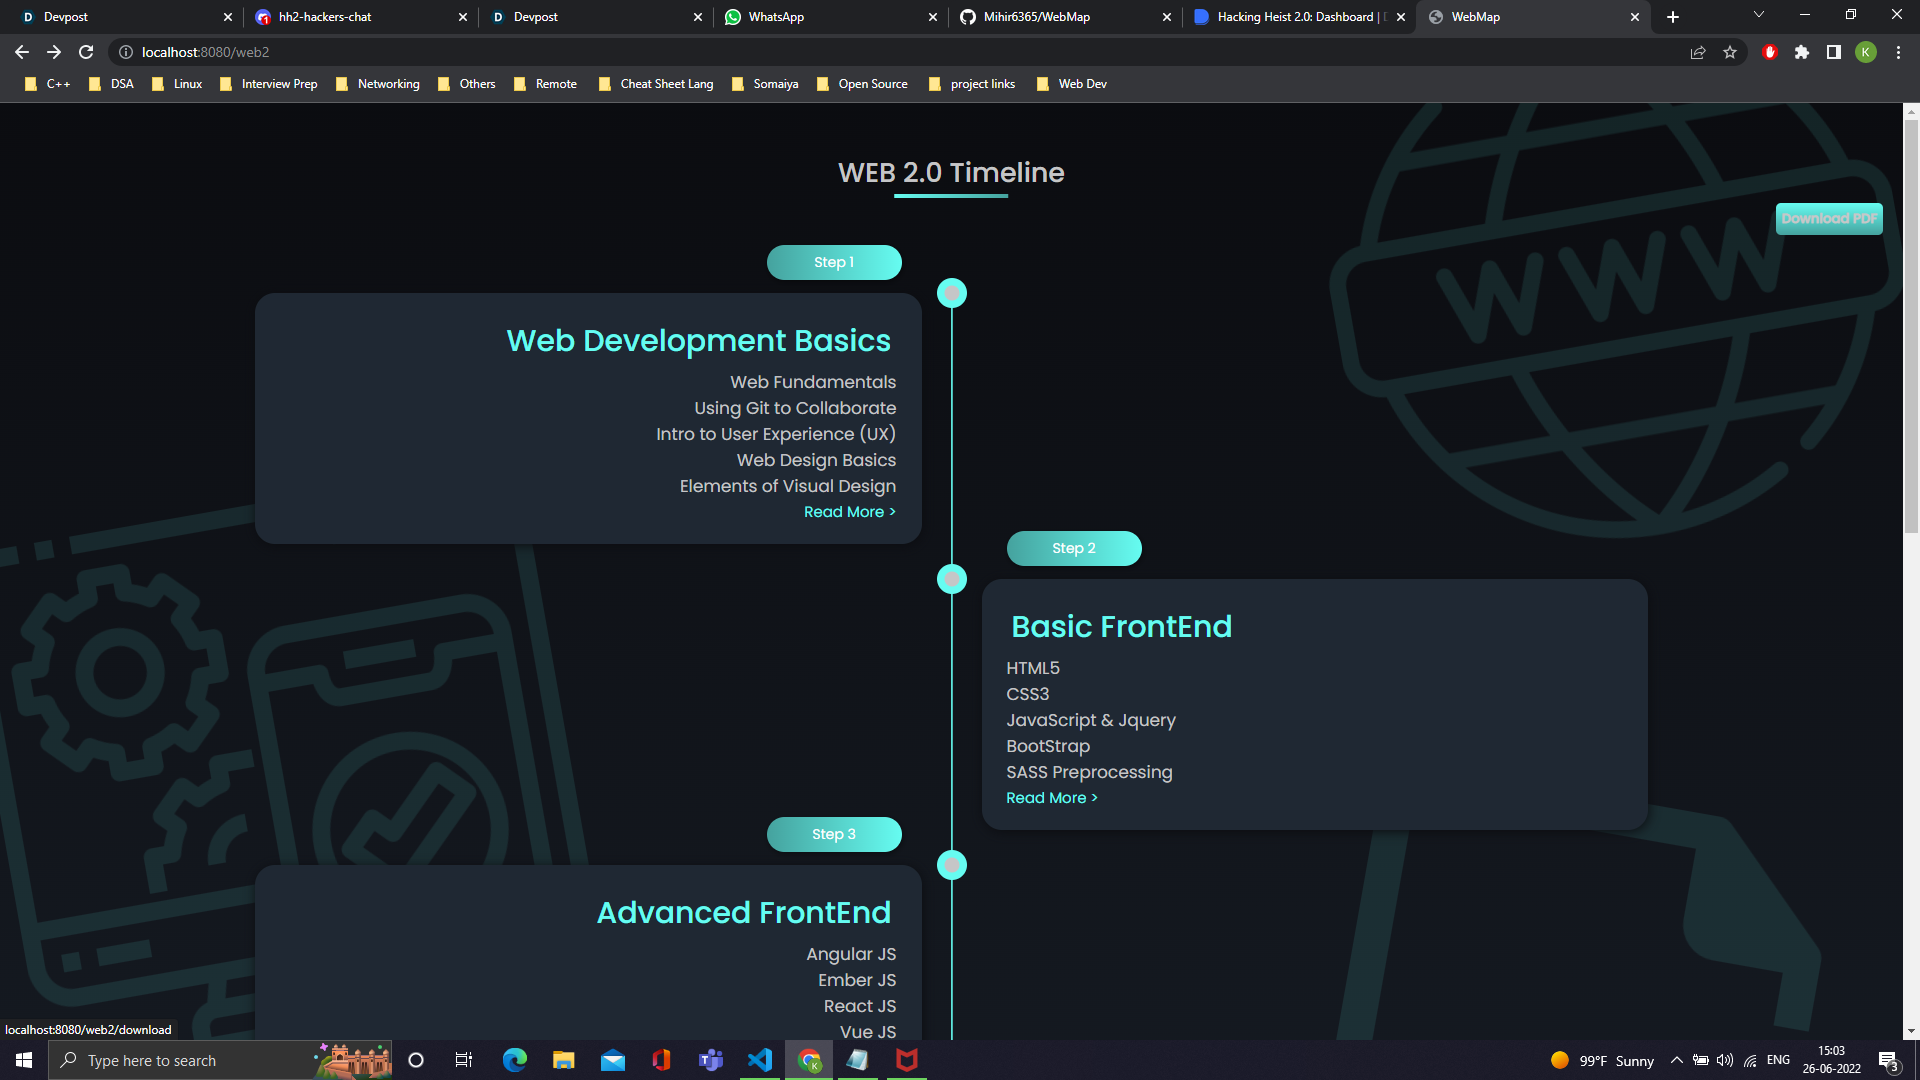 Devpost
hh2-hackers-chat
Devpost
WhatsApp
Mihir6365/WebMap
Hacking Heist 2.0: Dashboard |
WebMap
localhost:8080/web2
K
C++
DSA
Linux
Interview Prep
Networking
Others
Remote
Cheat Sheet Lang
Somaiya
Open Source
project links
Web Dev
WEB 2.0 Timeline
Download PDF
WWW
Step 1
Web Development Basics
Web Fundamentals
Using Git to Collaborate
Intro to User Experience (UX)
Web Design Basics
Elements of Visual Design
Read More >
Step 2
Basic FrontEnd
HTML5
CSS3
JavaScript & Jquery
BootStrap
SASS Preprocessing
Read More >
Step 3
Advanced FrontEnd
Angular JS
Ember JS
React JS
Vue JS
localhost:8080/web2/download
Type here to search
99°F Sunny
ENG
15:03
26-06-2022
3